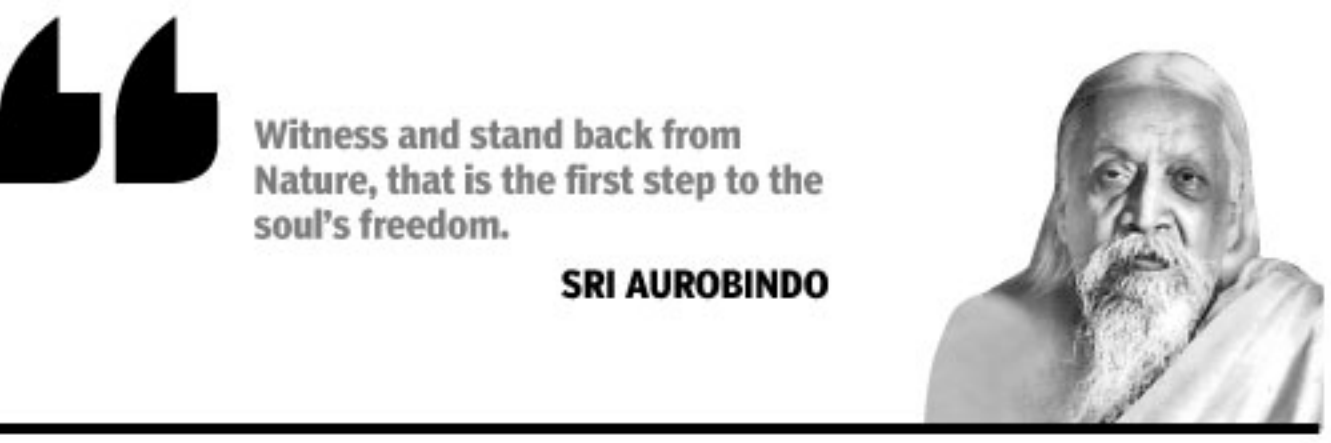 Witness and stand back from
Nature, that is the first step to the
soul’s freedom.
SRI AUROBINDO